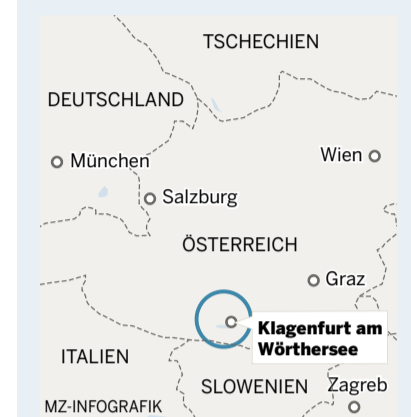 TSCHECHIEN
DEUTSCHLAND
München
Wien
Salzburg
ÖSTERREICH
Graz
Klagenfurt am
Wörthersee
ITALIEN
SLOWENIEN
Zagreb
MZ-INFOGRAFIK